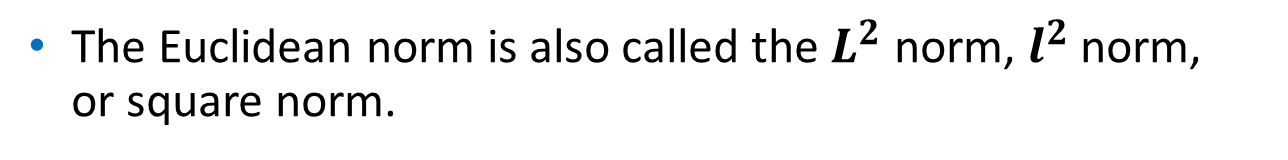 • The Euclidean norm is also called the L² norm, l² norm,
or square norm.